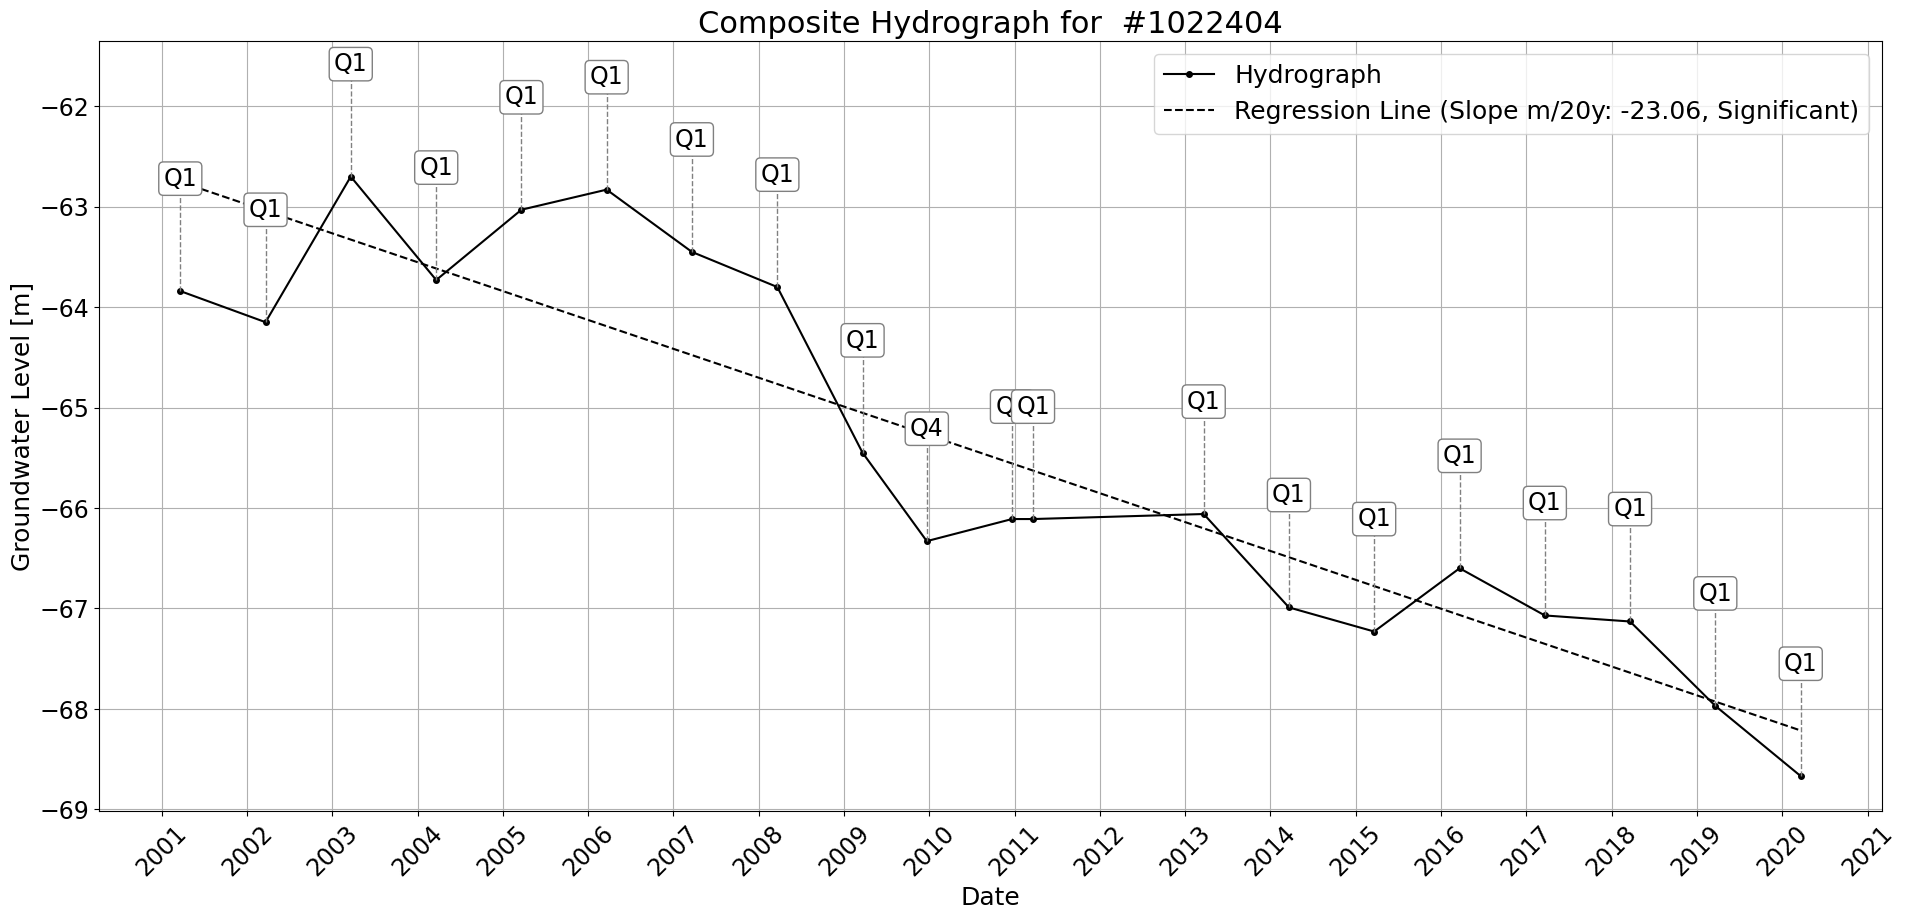 Composite Hydrograph for #1022404
Hydrograph
Regression Line (Slope m/20y: -23.06, Significant)
Groundwater Level [m]
−62
−63
−64
−65
−66
−67
−68
−69
Q1
Q1
Q1
Q1
Q1
Q1
Q1
Q1
Q1
Q4
Q1
Q1
Q1
Q1
Q1
Q1
Q1
Q1
Q1
2001
2002
2003
2004
2005
2006
2007
2008
2009
2010
2011
2012
2013
2014
2015
2016
2017
2018
2019
2020
2021
Date